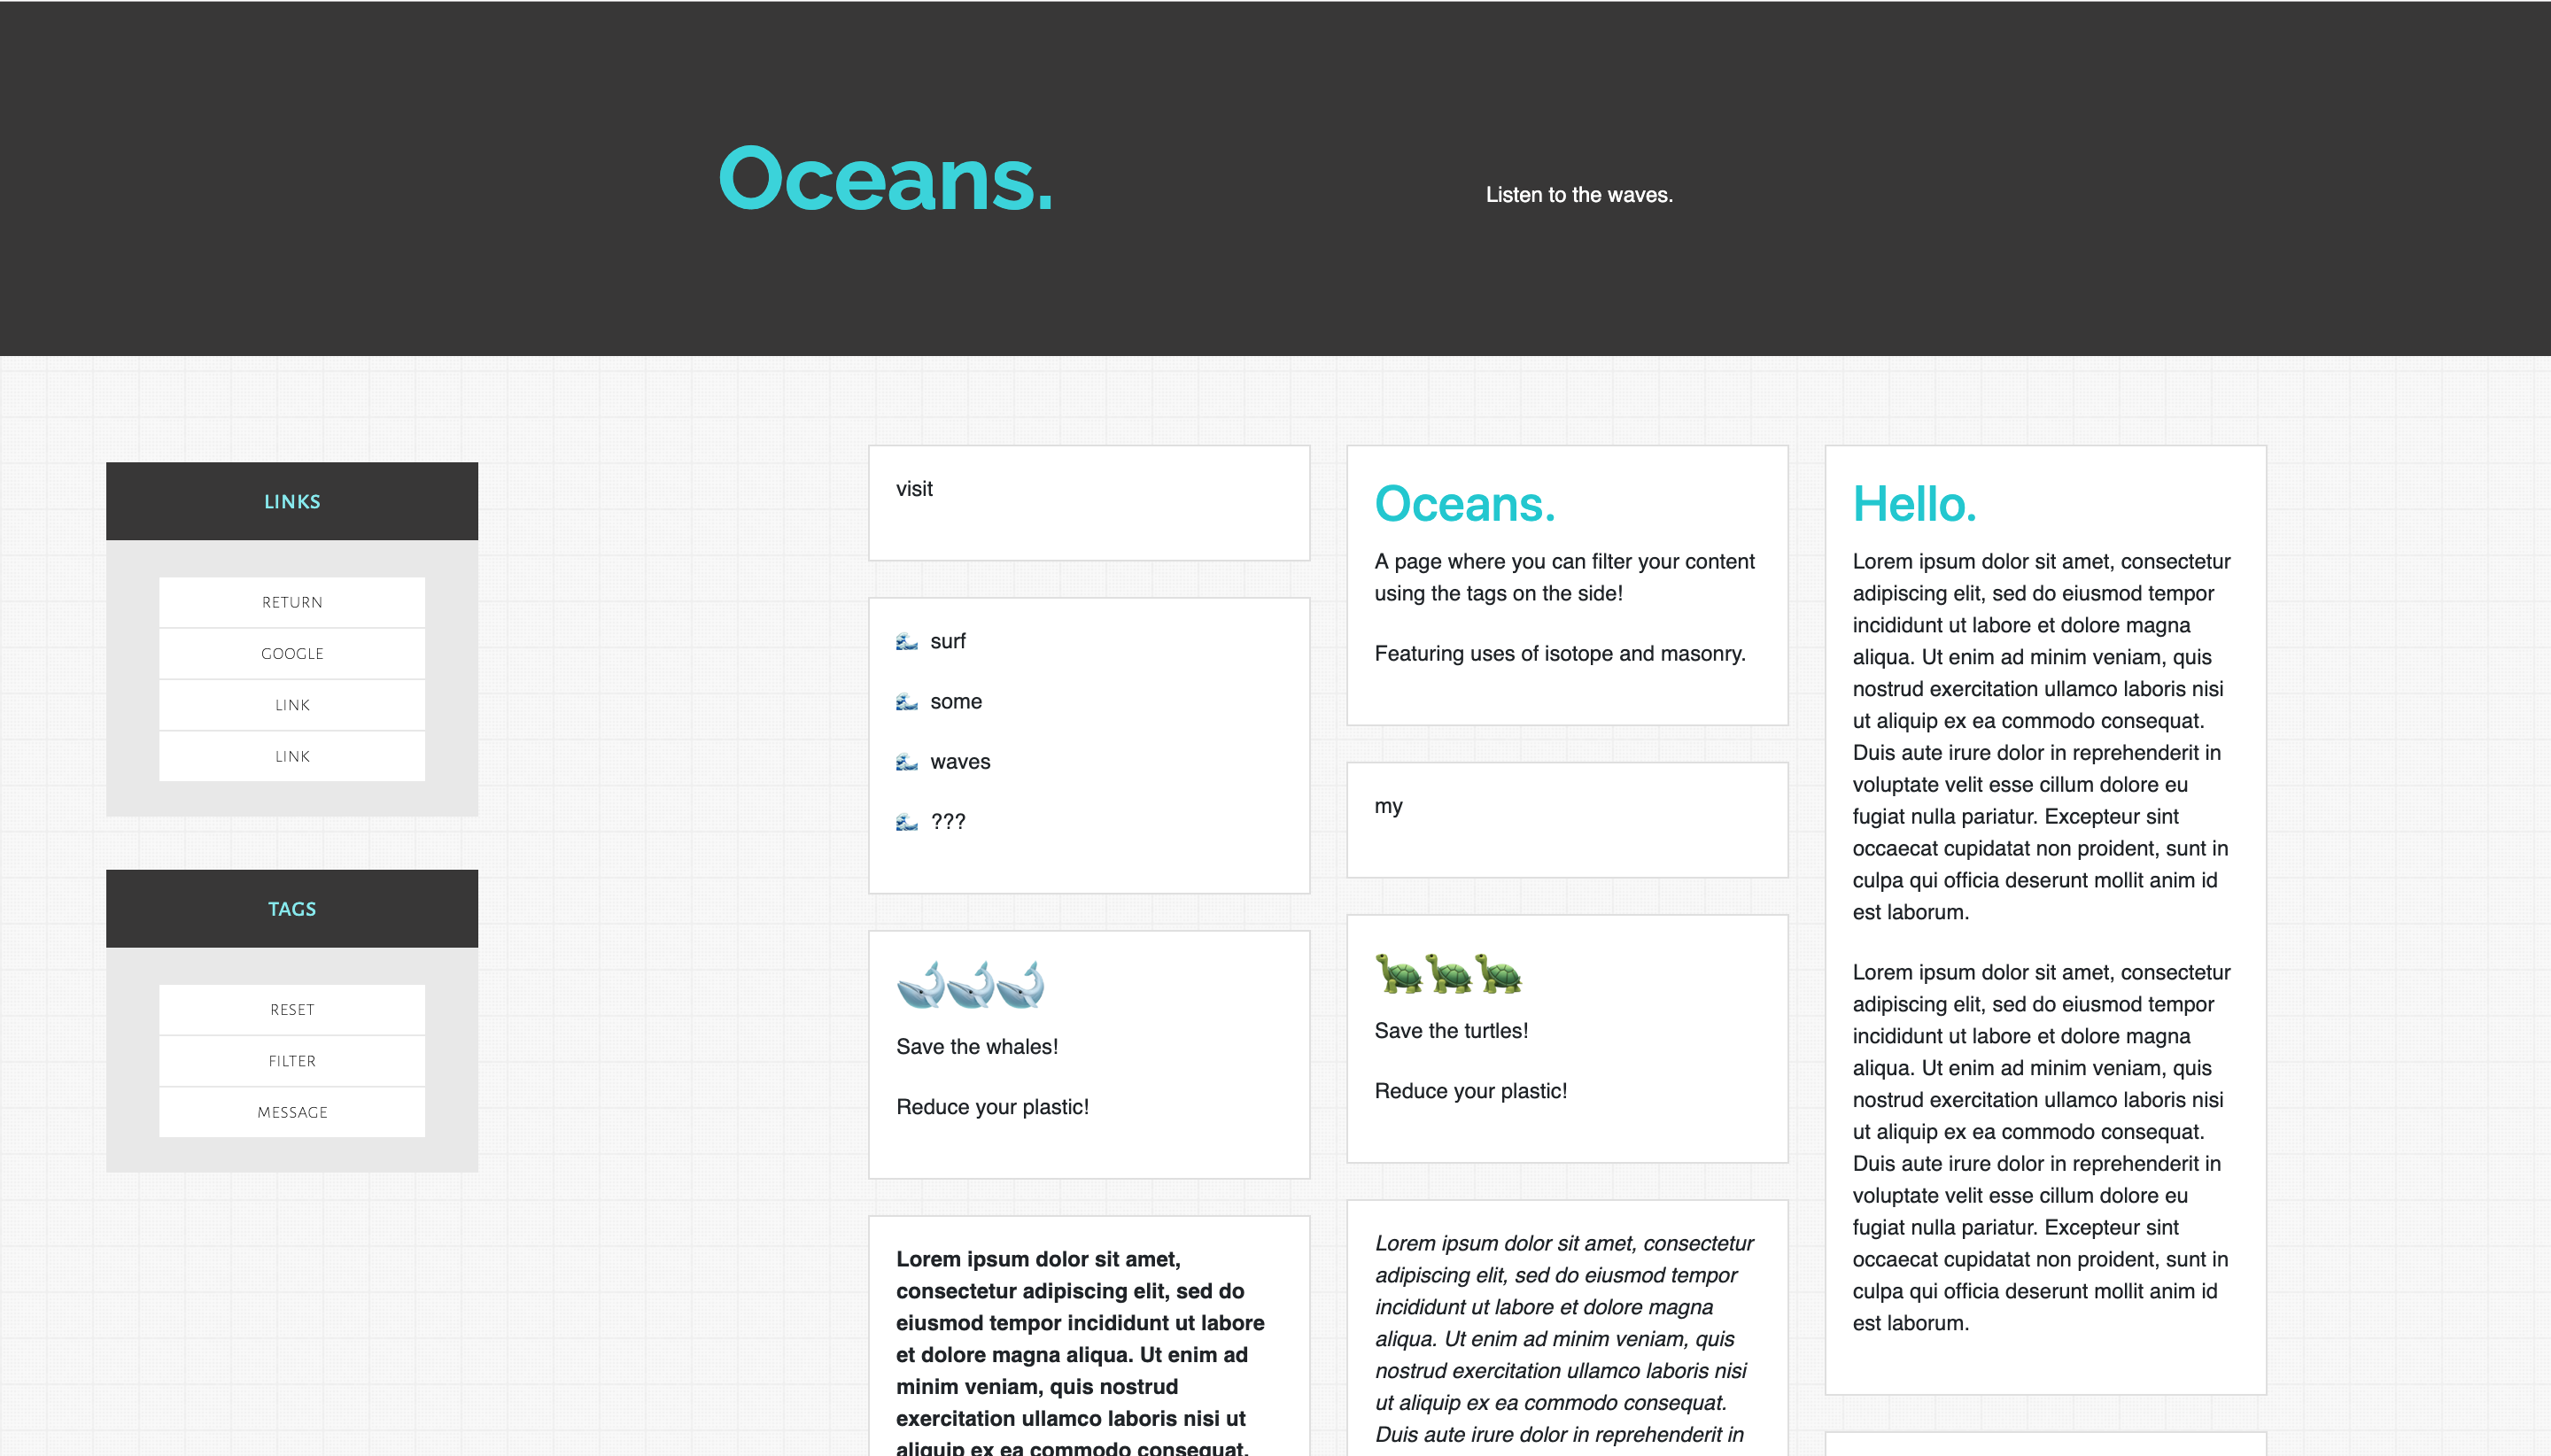 Oceans.
Listen to the waves.
LINKS
RETURN
GOOGLE
LINK
LINK
TAGS
RESET
FILTER
MESSAGE
visit
surf
some
waves
???
Save the whales!
Reduce your plastic!
Lorem ipsum dolor sit amet,
consectetur adipiscing elit, sed do
eiusmod tempor incididunt ut labore
et dolore magna aliqua. Ut enim ad
minim veniam, quis nostrud
exercitation ullamco laboris nisi ut
aliquip ex ea commodo consequat.
Oceans.
A page where you can filter your content
using the tags on the side!
Featuring uses of isotope and masonry.
my
Save the turtles!
Reduce your plastic!
Lorem ipsum dolor sit amet, consectetur
adipiscing elit, sed do eiusmod tempor
incididunt ut labore et dolore magna
aliqua. Ut enim ad minim veniam, quis
nostrud exercitation ullamco laboris nisi
ut aliquip ex ea commodo consequat.
Duis aute irure dolor in reprehenderit in
Hello.
Lorem ipsum dolor sit amet, consectetur
adipiscing elit, sed do eiusmod tempor
incididunt ut labore et dolore magna
aliqua. Ut enim ad minim veniam, quis
nostrud exercitation ullamco laboris nisi
ut aliquip ex ea commodo consequat.
Duis aute irure dolor in reprehenderit in
voluptate velit esse cillum dolore eu
fugiat nulla pariatur. Excepteur sint
occaecat cupidatat non proident, sunt in
culpa qui officia deserunt mollit anim id
est laborum.
Lorem ipsum dolor sit amet, consectetur
adipiscing elit, sed do eiusmod tempor
incididunt ut labore et dolore magna
aliqua. Ut enim ad minim veniam, quis
nostrud exercitation ullamco laboris nisi
ut aliquip ex ea commodo consequat.
Duis aute irure dolor in reprehenderit in
voluptate velit esse cillum dolore eu
fugiat nulla pariatur. Excepteur sint
occaecat cupidatat non proident, sunt in
culpa qui officia deserunt mollit anim id
est laborum.